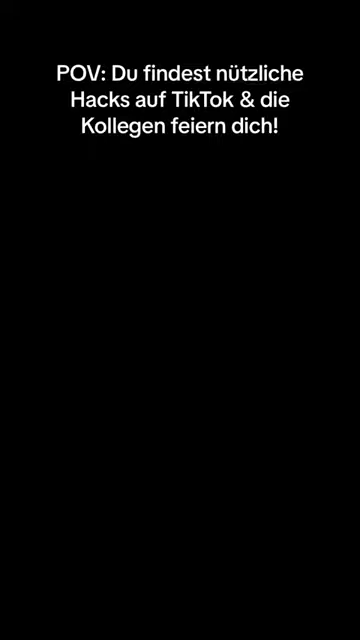 POV: Du findest nützliche
Hacks auf TikTok & die
Kollegen feiern dich!